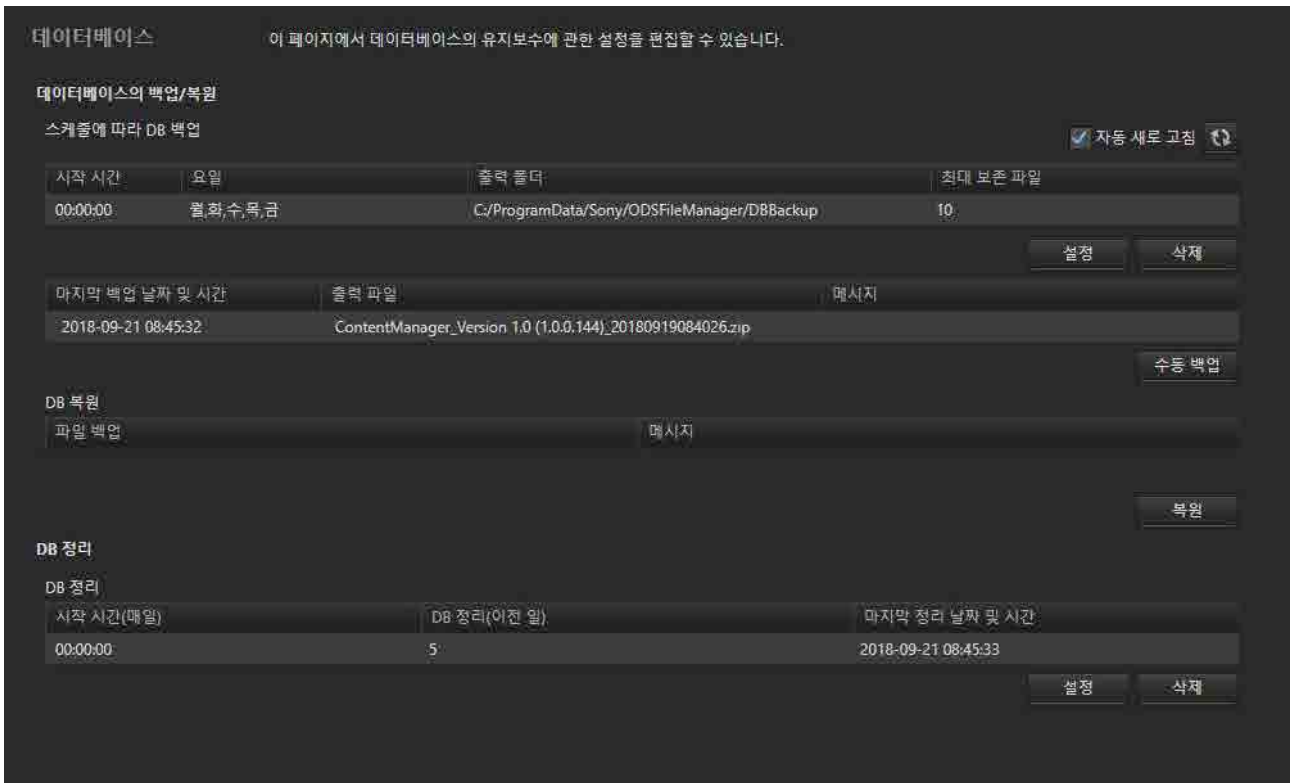 데이터베이스 이 페이지에서 데이터베이스의 유지보수에 관한 설정을 편집할 수 있습니다.
데이터베이스의 백업/복원
스케줄에 따라 DB 백업
자동 새로 고침
시작 시간 요일 출력 폴더 최대 보존 파일
00:00:00 월,화,수,목,금 C:/ProgramData/Sony/ODSFileManager/DBBackup 10
설정 삭제
마지막 백업 날짜 및 시간 출력 파일 메시지
2018-09-21 08:45:32 ContentManager_Version 1.0 (1.0.0.144)_20180919084026.zip
수동 백업
DB 복원
파일 백업 메시지
복원
DB 정리
DB 정리
시작 시간(매일) DB 정리(이전 일) 마지막 정리 날짜 및 시간
00:00:00 5 2018-09-21 08:45:33
설정 삭제